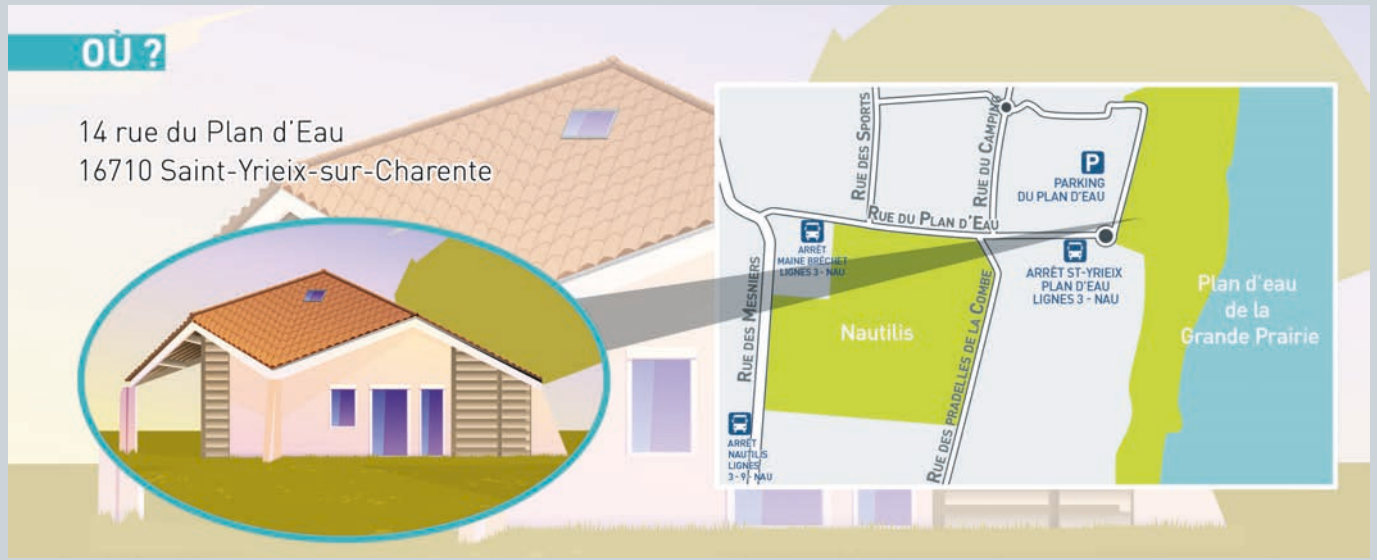 OÙ ?
14 rue du Plan d'Eau
16710 Saint-Yrieix-sur-Charente
RUE DES SPORTS
RUE DU CAMPING
P
PARKING
DU PLAN D'EAU
RUE DU PLAN D'EAU
ARRÊT
MAINE BRÉCHET
LIGNES 3 - NAU
ARRÊT ST-YRIEIX
PLAN D'EAU
LIGNES 3 - NAU
RUE DES MESNIERS
Nautilis
RUE DES PRADELLES DE LA COMBE
Plan d'eau
de la
Grande Prairie
ARRÊT
NAUTILIS
LIGNES
3 - 9 - NAU